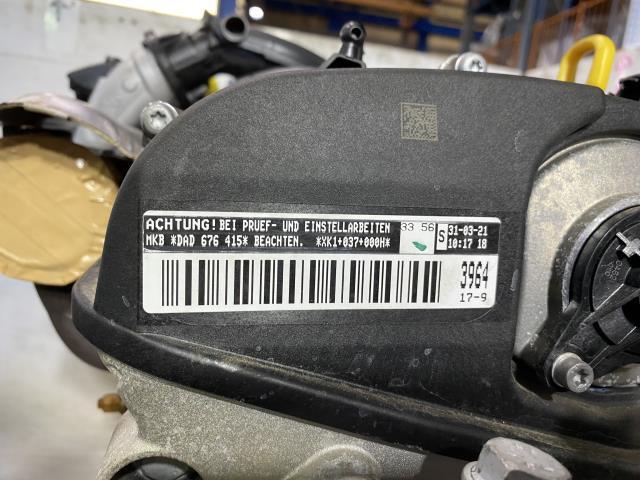 ACHTUNG! BEI PRUEF- UND EINSTELLARBEITEN 33 56 S 31-03-21
MKB *DAD 676 415* BEACHTEN. *XK1+037+000H* 10:17 18
3964
17-9